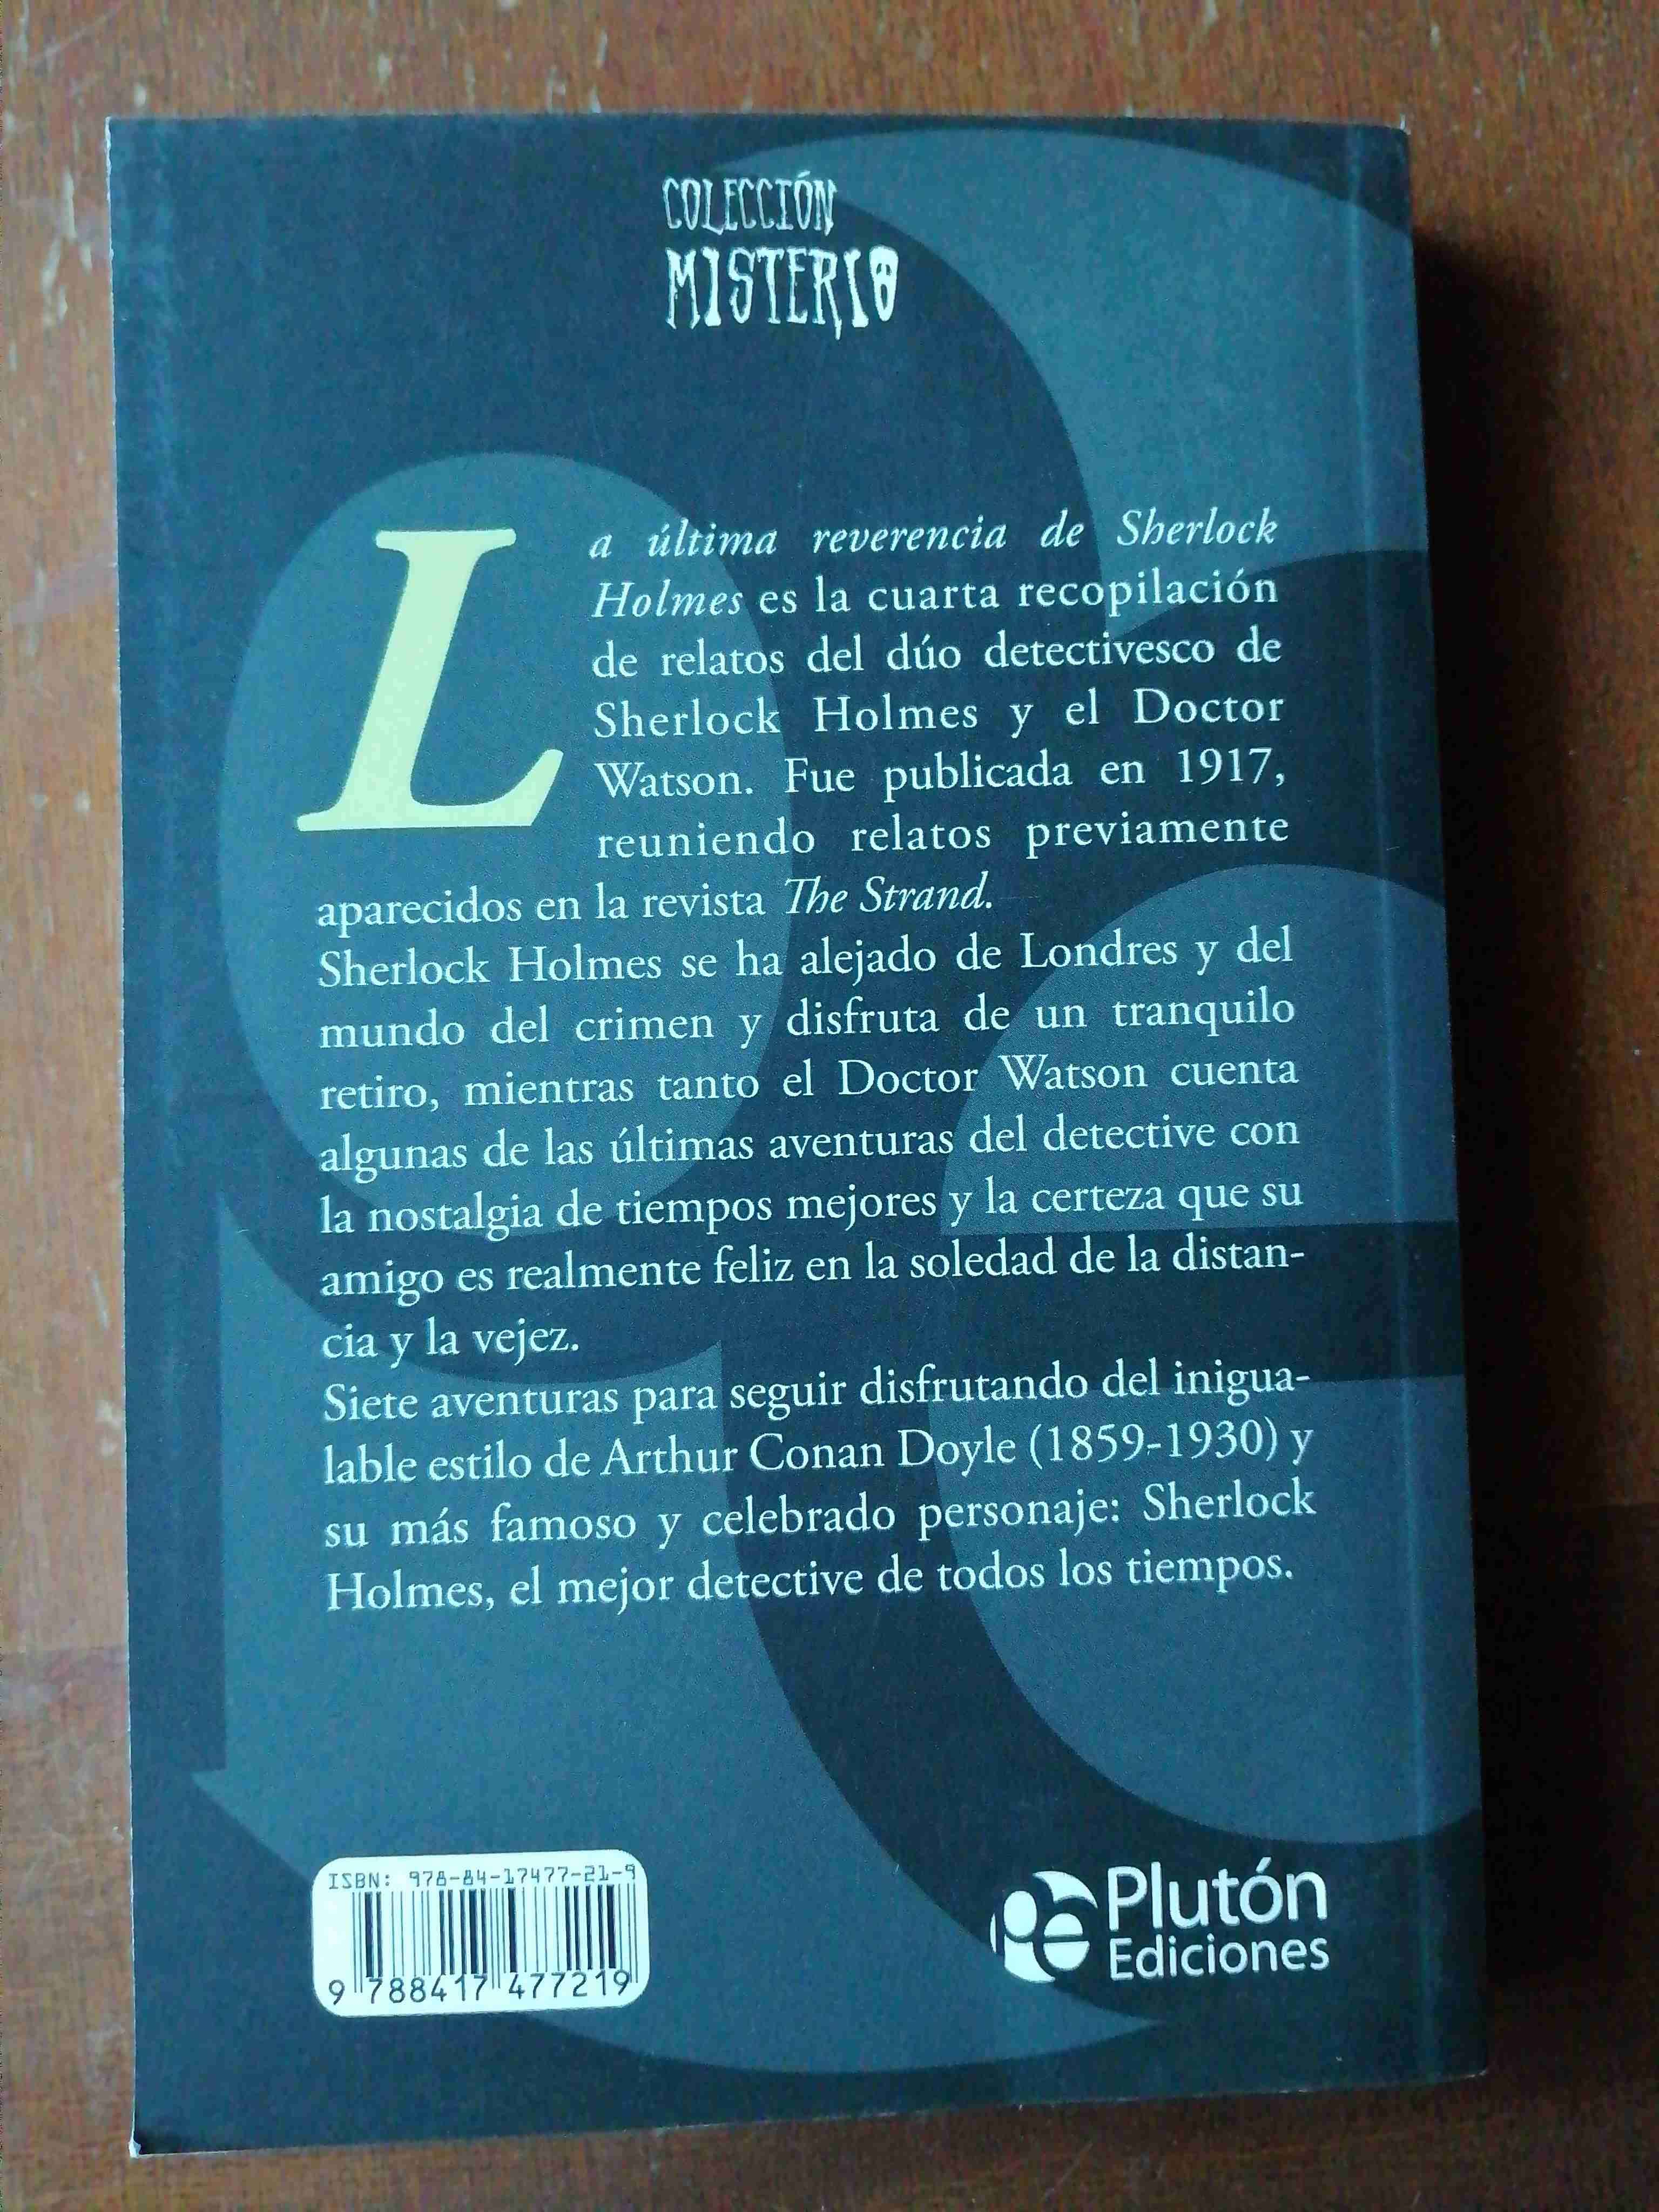 COLECCIÓN
MISTERIO
La última reverencia de Sherlock
Holmes es la cuarta recopilación
de relatos del dúo detectivesco de
Sherlock Holmes y el Doctor
Watson. Fue publicada en 1917,
reuniendo relatos previamente
aparecidos en la revista The Strand.
Sherlock Holmes se ha alejado de Londres y del
mundo del crimen y disfruta de un tranquilo
retiro, mientras tanto el Doctor Watson cuenta
algunas de las últimas aventuras del detective con
la nostalgia de tiempos mejores y la certeza que su
amigo es realmente feliz en la soledad de la distan-
cia y la vejez.
Siete aventuras para seguir disfrutando del inigua-
lable estilo de Arthur Conan Doyle (1859-1930) y
su más famoso y celebrado personaje: Sherlock
Holmes, el mejor detective de todos los tiempos.
ISBN: 978-84-17477-21-9
9 788417 477219
Plutón
Ediciones